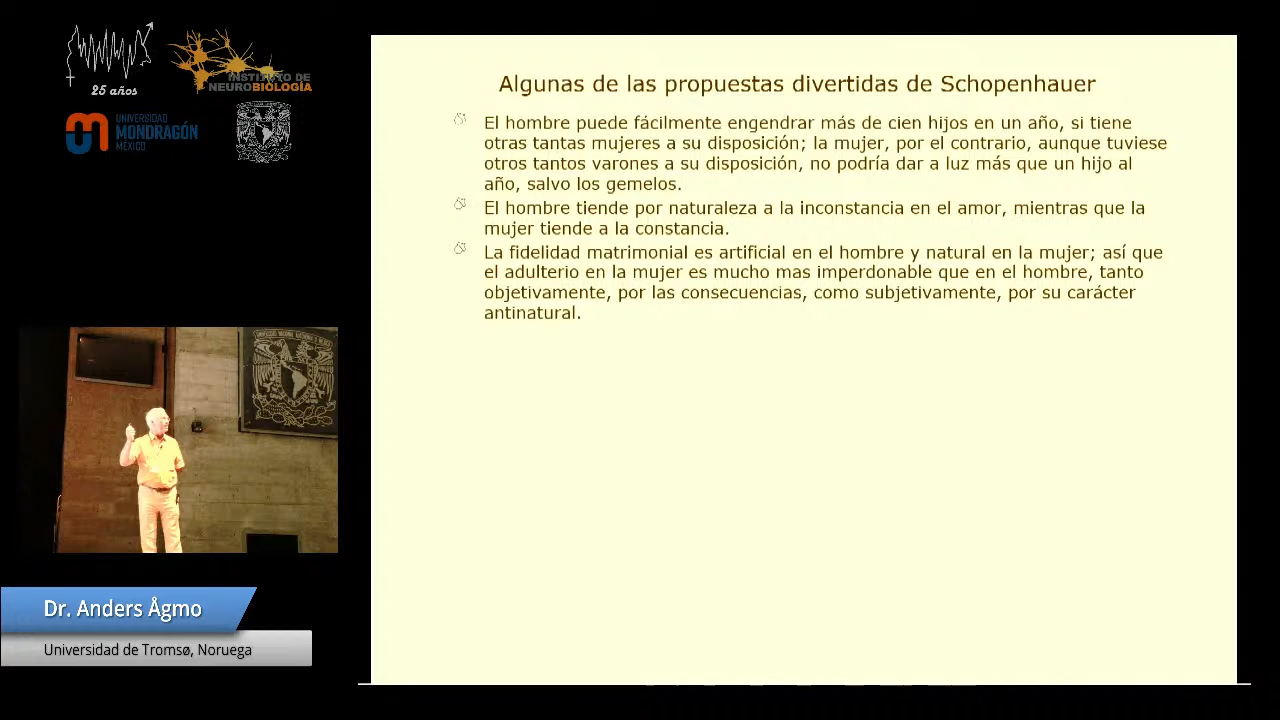 25 años
INSTITUTO DE
NEUROBIOLOGÍA
UNIVERSIDAD
MONDRAGÓN
MÉXICO
Algunas de las propuestas divertidas de Schopenhauer
El hombre puede fácilmente engendrar más de cien hijos en un año, si tiene
otras tantas mujeres a su disposición; la mujer, por el contrario, aunque tuviese
otros tantos varones a su disposición, no podría dar a luz más que un hijo al
año, salvo los gemelos.
El hombre tiende por naturaleza a la inconstancia en el amor, mientras que la
mujer tiende a la constancia.
La fidelidad matrimonial es artificial en el hombre y natural en la mujer; así que
el adulterio en la mujer es mucho mas imperdonable que en el hombre, tanto
objetivamente, por las consecuencias, como subjetivamente, por su carácter
antinatural.
Dr. Anders Ågmo
Universidad de Tromsø, Noruega